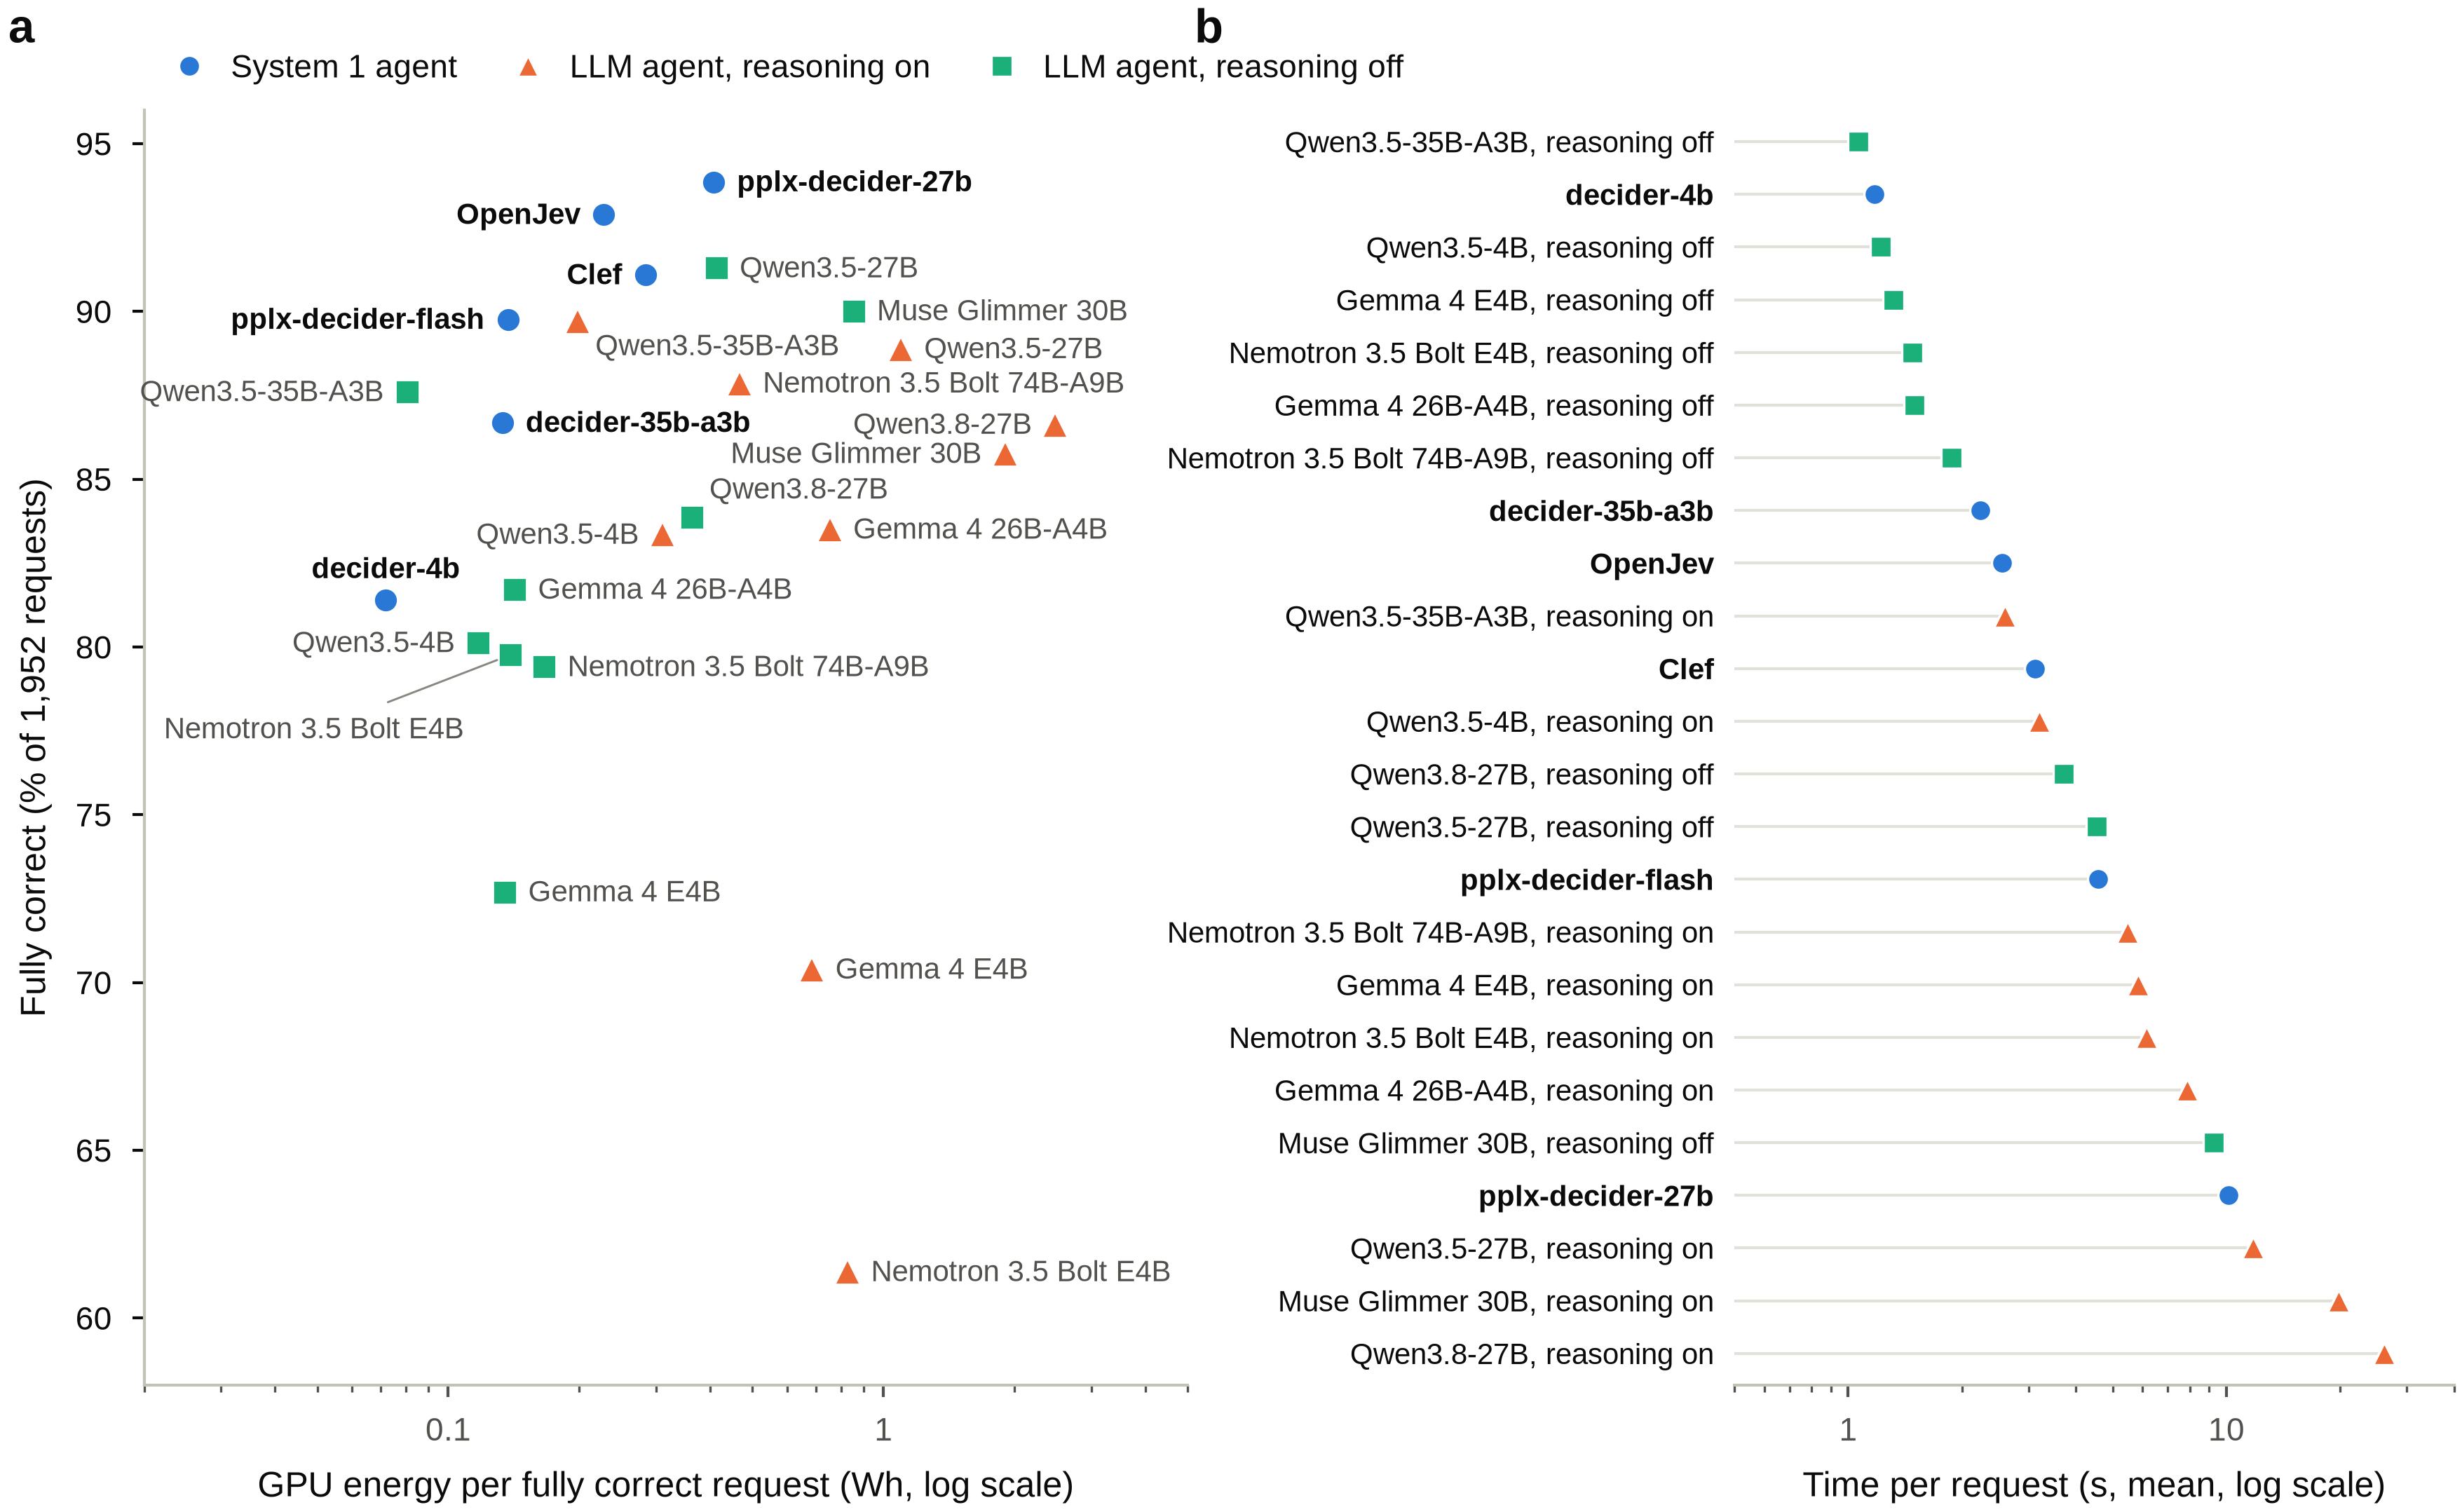 a
b
System 1 agent
LLM agent, reasoning on
LLM agent, reasoning off
Fully correct (% of 1,952 requests)
95
90
85
80
75
70
65
60
pplx-decider-27b
OpenJev
Clef
Qwen3.5-27B
pplx-decider-flash
Muse Glimmer 30B
Qwen3.5-35B-A3B
Qwen3.5-27B
Nemotron 3.5 Bolt 74B-A9B
Qwen3.5-35B-A3B
decider-35b-a3b
Qwen3.8-27B
Muse Glimmer 30B
Qwen3.8-27B
Qwen3.5-4B
Gemma 4 26B-A4B
decider-4b
Gemma 4 26B-A4B
Qwen3.5-4B
Nemotron 3.5 Bolt 74B-A9B
Nemotron 3.5 Bolt E4B
Gemma 4 E4B
Gemma 4 E4B
Nemotron 3.5 Bolt E4B
0.1
1
GPU energy per fully correct request (Wh, log scale)
Qwen3.5-35B-A3B, reasoning off
decider-4b
Qwen3.5-4B, reasoning off
Gemma 4 E4B, reasoning off
Nemotron 3.5 Bolt E4B, reasoning off
Gemma 4 26B-A4B, reasoning off
Nemotron 3.5 Bolt 74B-A9B, reasoning off
decider-35b-a3b
OpenJev
Qwen3.5-35B-A3B, reasoning on
Clef
Qwen3.5-4B, reasoning on
Qwen3.8-27B, reasoning off
Qwen3.5-27B, reasoning off
pplx-decider-flash
Nemotron 3.5 Bolt 74B-A9B, reasoning on
Gemma 4 E4B, reasoning on
Nemotron 3.5 Bolt E4B, reasoning on
Gemma 4 26B-A4B, reasoning on
Muse Glimmer 30B, reasoning off
pplx-decider-27b
Qwen3.5-27B, reasoning on
Muse Glimmer 30B, reasoning on
Qwen3.8-27B, reasoning on
1
10
Time per request (s, mean, log scale)